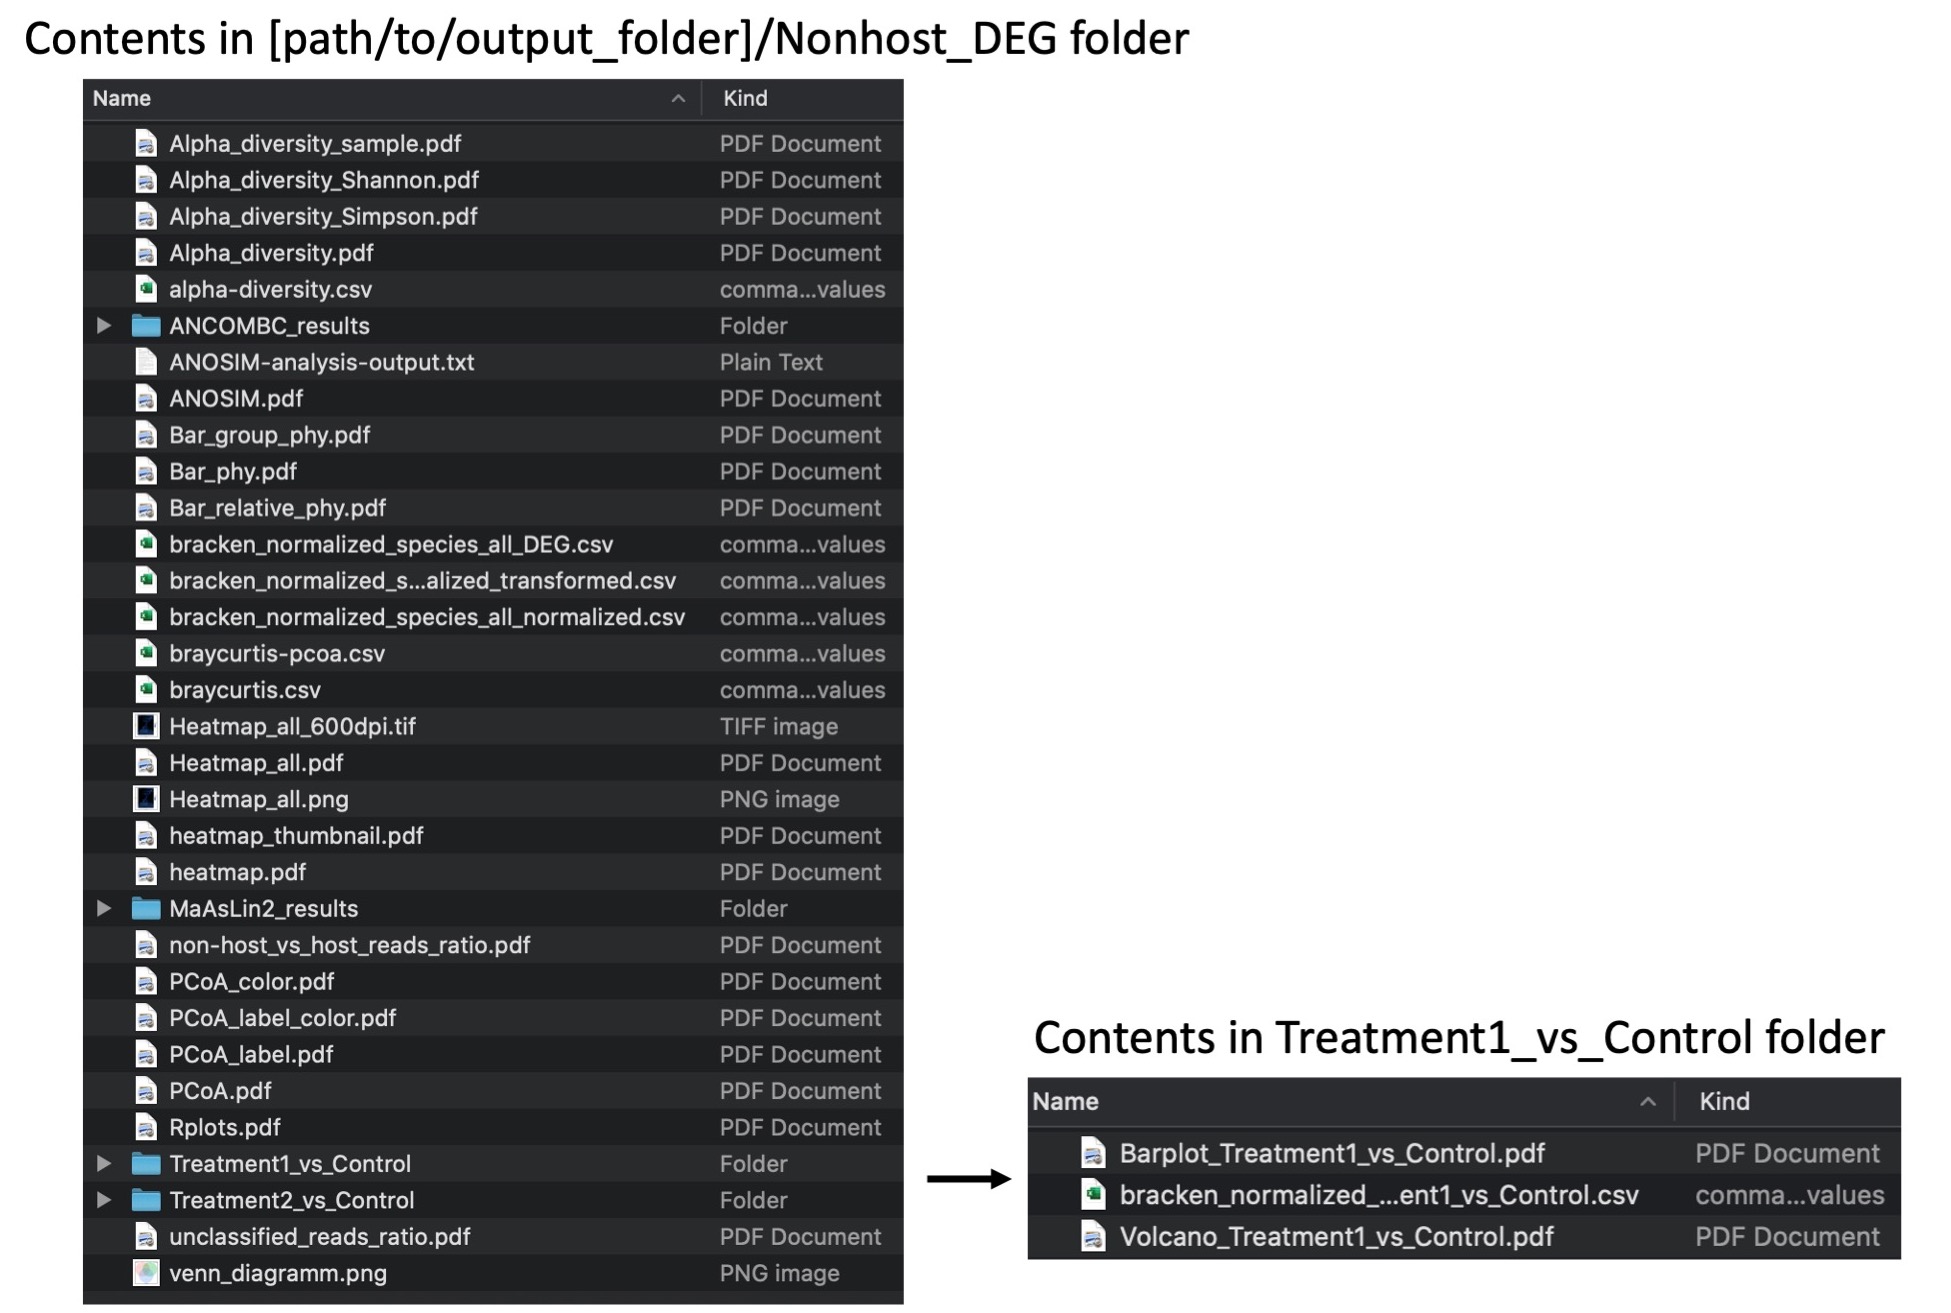 Contents in [path/to/output_folder]/Nonhost_DEG folder
Name Kind
Alpha_diversity_sample.pdf PDF Document
Alpha_diversity_Shannon.pdf PDF Document
Alpha_diversity_Simpson.pdf PDF Document
Alpha_diversity.pdf PDF Document
alpha-diversity.csv comma...values
ANCOMBC_results Folder
ANOSIM-analysis-output.txt Plain Text
ANOSIM.pdf PDF Document
Bar_group_phy.pdf PDF Document
Bar_phy.pdf PDF Document
Bar_relative_phy.pdf PDF Document
bracken_normalized_species_all_DEG.csv comma...values
bracken_normalized_s...alized_transformed.csv comma...values
bracken_normalized_species_all_normalized.csv comma...values
braycurtis-pcoa.csv comma...values
braycurtis.csv comma...values
Heatmap_all_600dpi.tif TIFF image
Heatmap_all.pdf PDF Document
Heatmap_all.png PNG image
heatmap_thumbnail.pdf PDF Document
heatmap.pdf PDF Document
MaAsLin2_results Folder
non-host_vs_host_reads_ratio.pdf PDF Document
PCoA_color.pdf PDF Document
PCoA_label_color.pdf PDF Document
PCoA_label.pdf PDF Document
PCoA.pdf PDF Document
Rplots.pdf PDF Document
Treatment1_vs_Control Folder
Treatment2_vs_Control Folder
unclassified_reads_ratio.pdf PDF Document
venn_diagramm.png PNG image
Contents in Treatment1_vs_Control folder
Name Kind
Barplot_Treatment1_vs_Control.pdf PDF Document
bracken_normalized_...ent1_vs_Control.csv comma...values
Volcano_Treatment1_vs_Control.pdf PDF Document